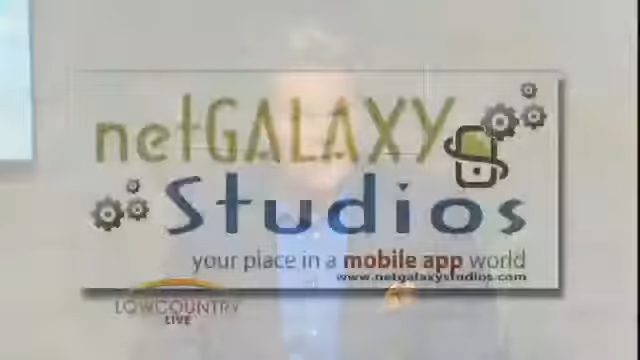 netGALAXY
Studios
your place in a mobile app world
www.netgalaxystudios.com
LOWCOUNTRY
LIVE